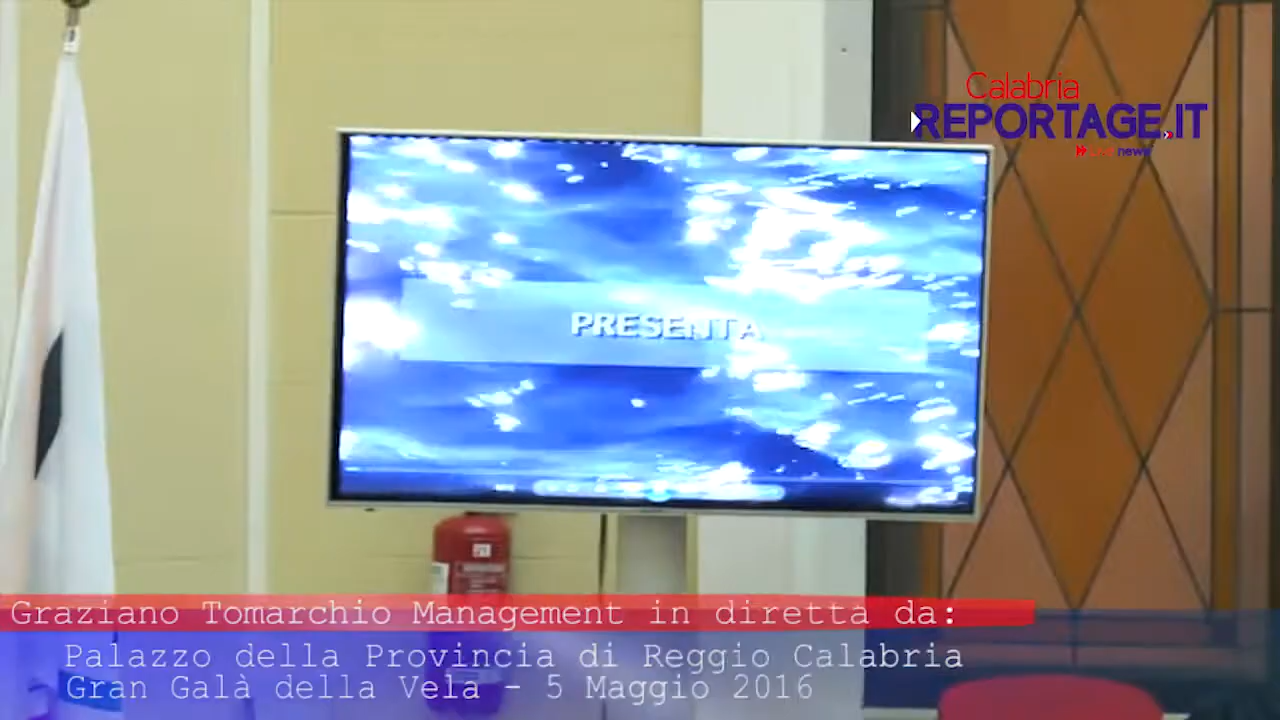 Calabria
REPORTAGE.IT
news
PRESENTA
Graziano Tomarchio Management in diretta da:
Palazzo della Provincia di Reggio Calabria
Gran Galà della Vela - 5 Maggio 2016